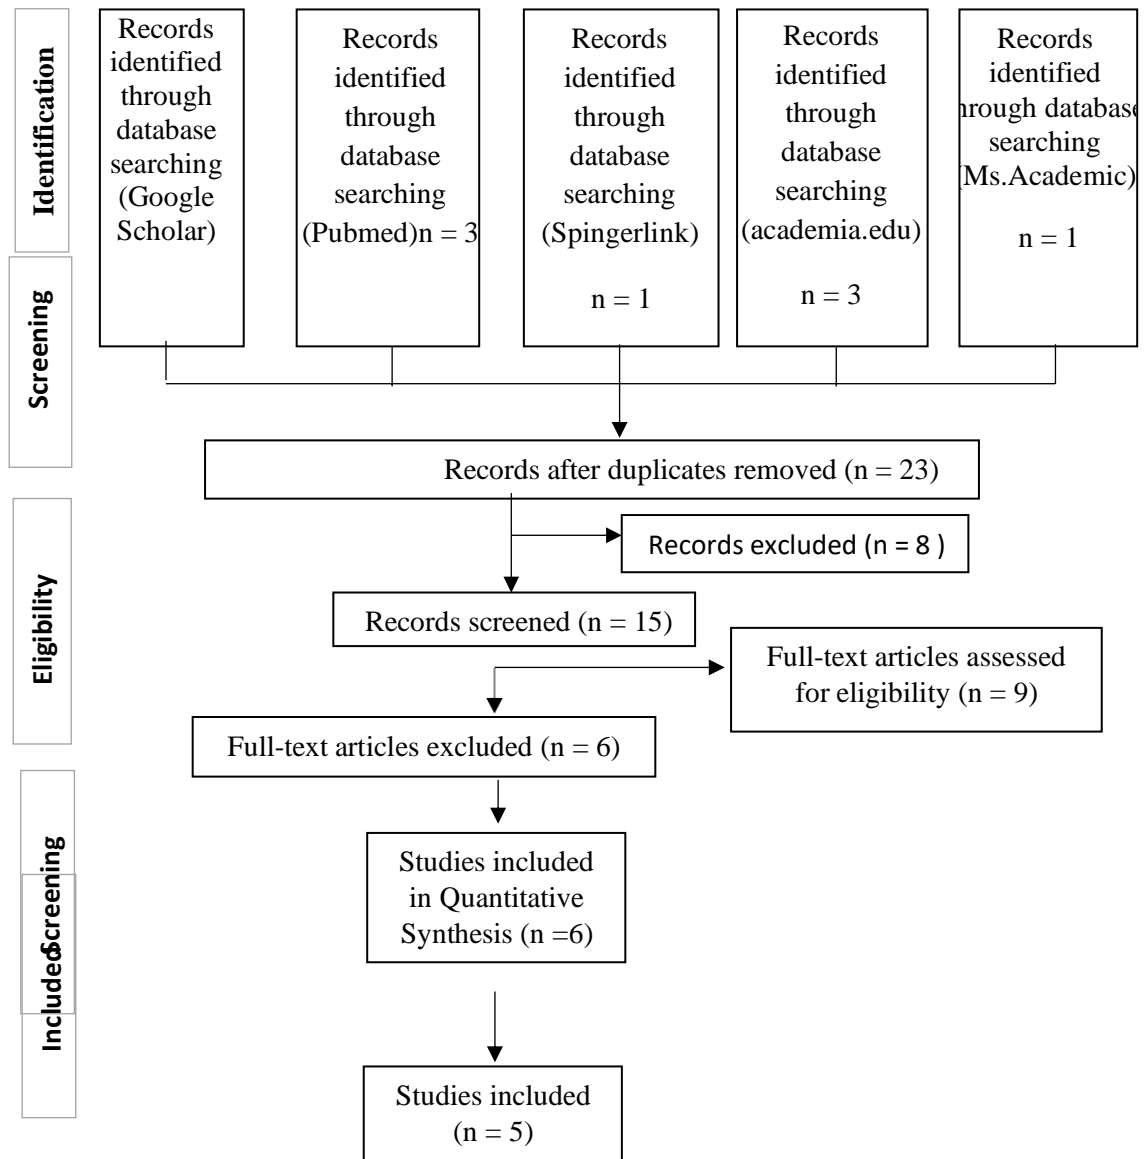 Identification
Records
identified
through
database
searching
(Google
Scholar)
Records
identified
through
database
searching
(Pubmed)n = 3
Records
identified
through
database
searching
(Spingerlink)
n = 1
Records
identified
through
database
searching
(academia.edu)
n = 3
Records
identified
hrough database
searching
(Ms.Academic)
n = 1
Screening
Records after duplicates removed (n = 23)
Records excluded (n = 8 )
Eligibility
Records screened (n = 15)
Full-text articles assessed
for eligibility (n = 9)
Full-text articles excluded (n = 6)
Screening
Included
Studies included
in Quantitative
Synthesis (n =6)
Studies included
(n = 5)